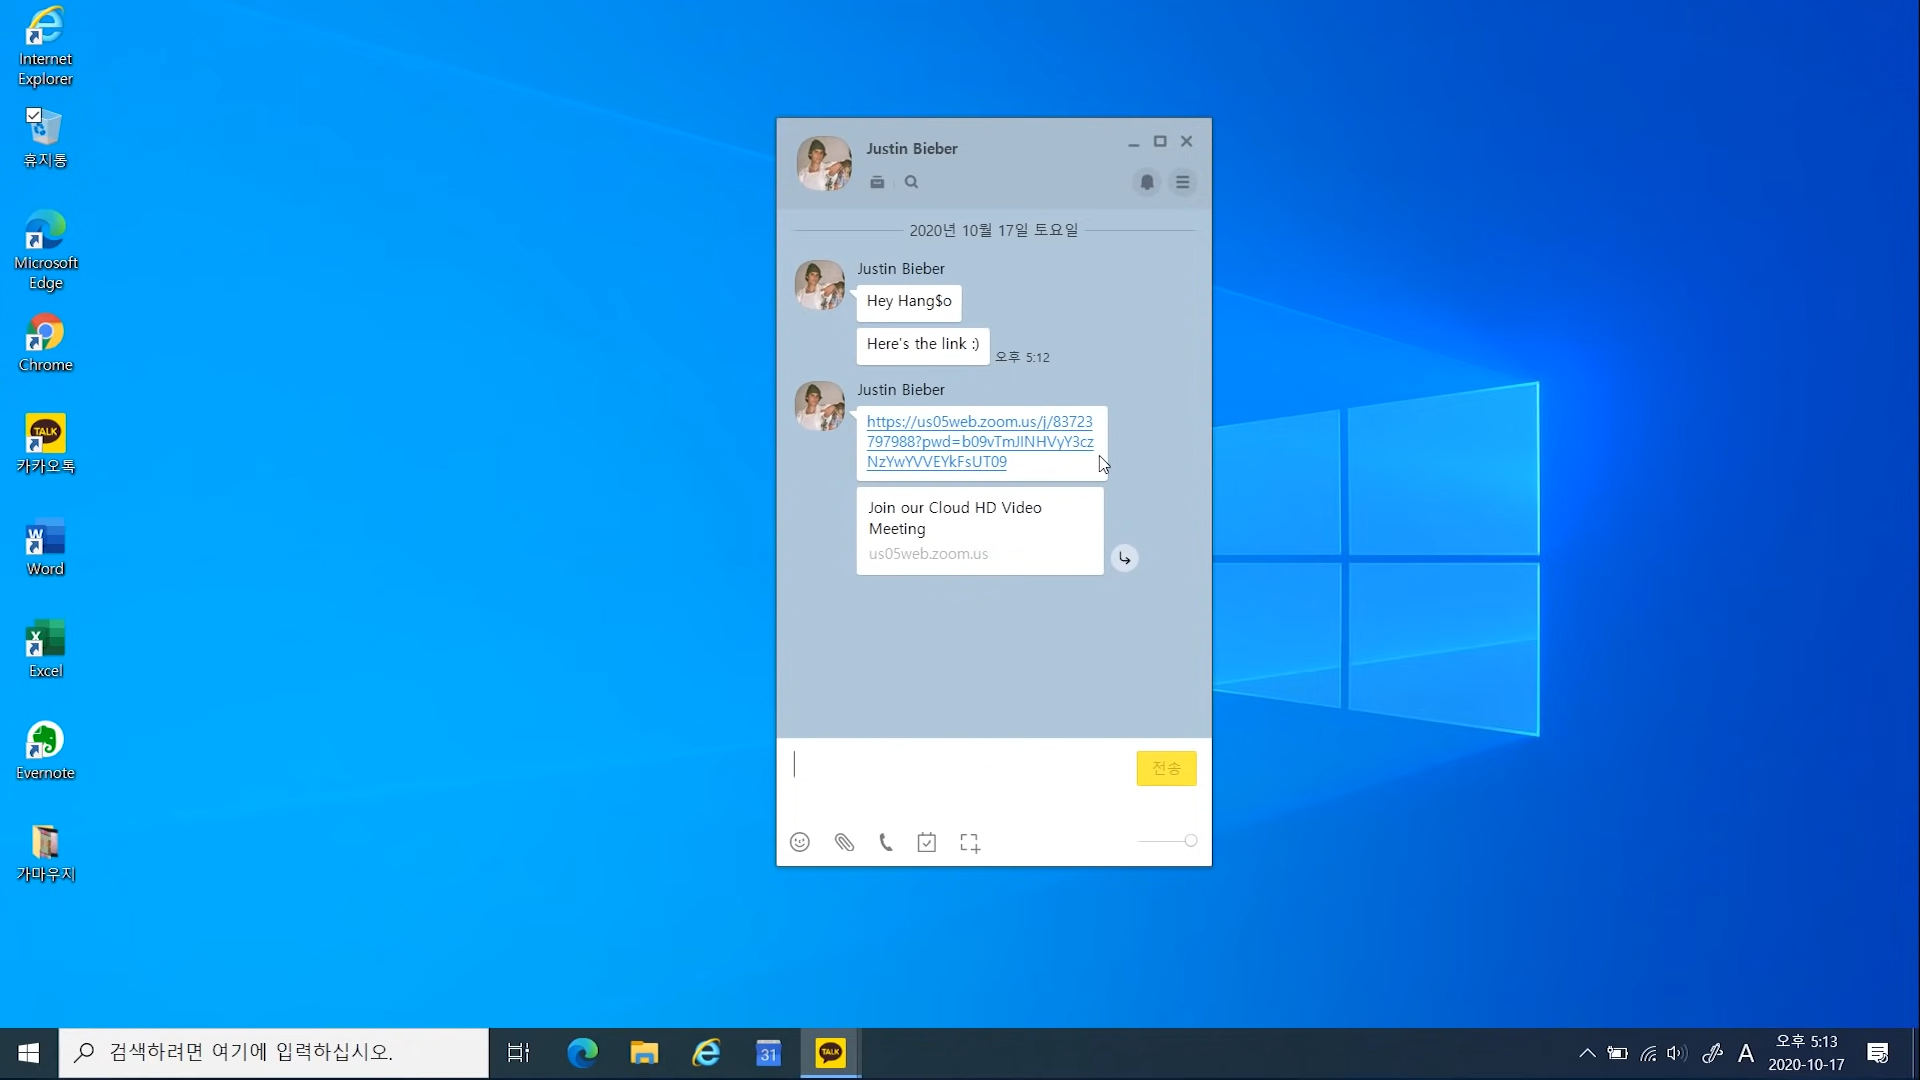 Internet
Explorer
휴지통
Microsoft
Edge
Chrome
TALK
카카오톡
W
Word
X
Excel
Evernote
가마우지
Justin Bieber
2020년 10월 17일 토요일
Justin Bieber
Hey Hang$o
Here's the link :)
오후 5:12
Justin Bieber
https://us05web.zoom.us/j/83723
797988?pwd=b09vTmJINHVyY3cz
NzYwYVVEYkFsUT09
Join our Cloud HD Video
Meeting
us05web.zoom.us
전송
검색하려면 여기에 입력하십시오.
31
TALK
A
오후 5:13
2020-10-17